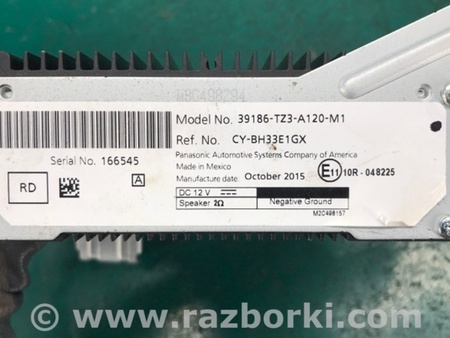 M8C498294
Model No. 39186-TZ3-A120-M1
Ref. No. CY-BH33E1GX
Serial No. 166545
Panasonic Automotive Systems Company of America
Made in Mexico
Manufacture date: October 2015
E11 10R-048225
RD
A
DC 12 V
Speaker 2Ω
Negative Ground
M2C498157
© www.razborki.com